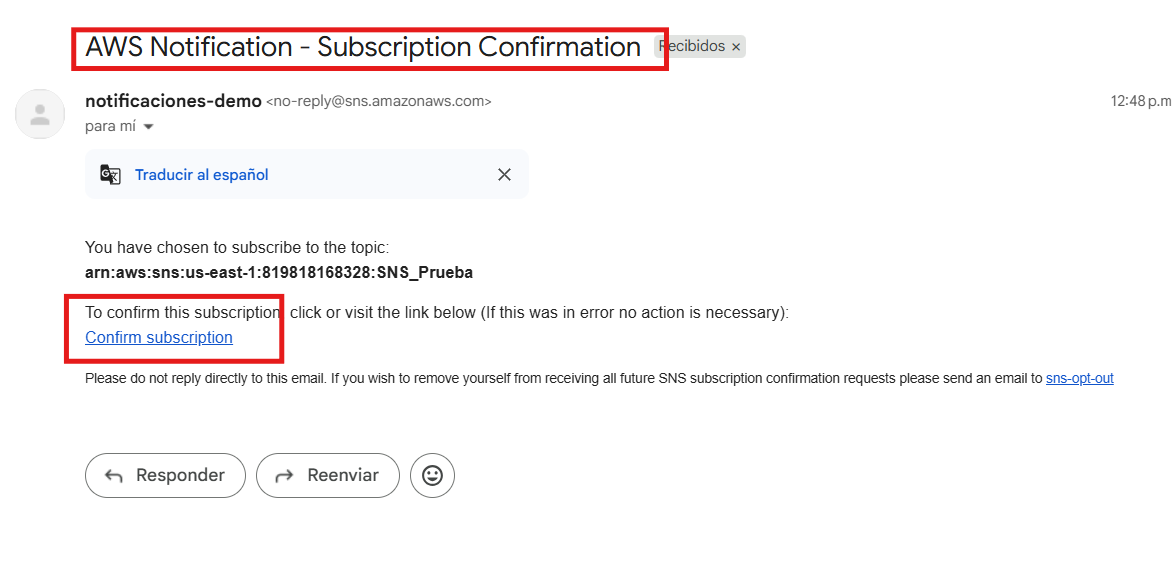 AWS Notification - Subscription Confirmation Recibidos ×
notificaciones-demo <no-reply@sns.amazonaws.com> 12:48 p.m
para mí
Traducir al español
You have chosen to subscribe to the topic:
arn:aws:sns:us-east-1:819818168328:SNS_Prueba
To confirm this subscription, click or visit the link below (If this was in error no action is necessary):
Confirm subscription
Please do not reply directly to this email. If you wish to remove yourself from receiving all future SNS subscription confirmation requests please send an email to sns-opt-out
Responder Reenviar